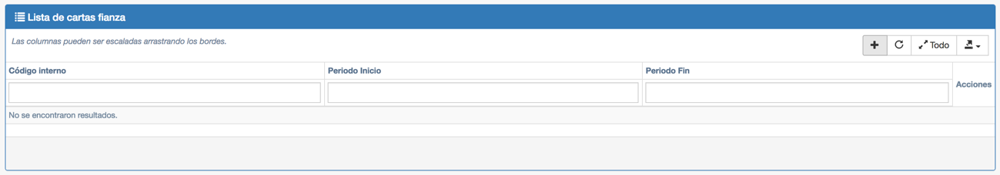 Lista de cartas fianza
Las columnas pueden ser escaladas arrastrando los bordes.
Todo
Código interno
Periodo Inicio
Periodo Fin
Acciones
No se encontraron resultados.